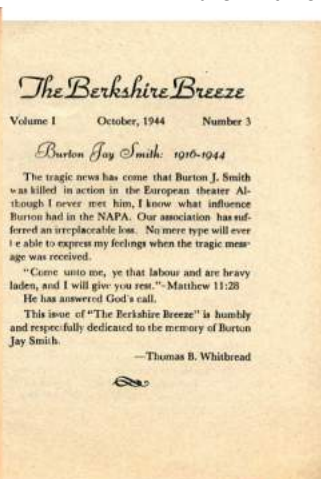 The Berkshire Breeze
Volume I October, 1944 Number 3
Burton Jay Smith: 1916-1944
The tragic news has come that Burton J. Smith
was killed in action in the European theater Al-
though I never met him, I know what influence
Burton had in the NAPA. Our association has suf-
ferred an irreplaceable loss. No mere type will ever
be able to express my feelings when the tragic mess-
age was received.
"Come unto me, ye that labour and are heavy
laden, and I will give you rest."-Matthew 11:28
He has answered God's call.
This issue of "The Berkshire Breeze" is humbly
and respectfully dedicated to the memory of Burton
Jay Smith.
—Thomas B. Whitbread